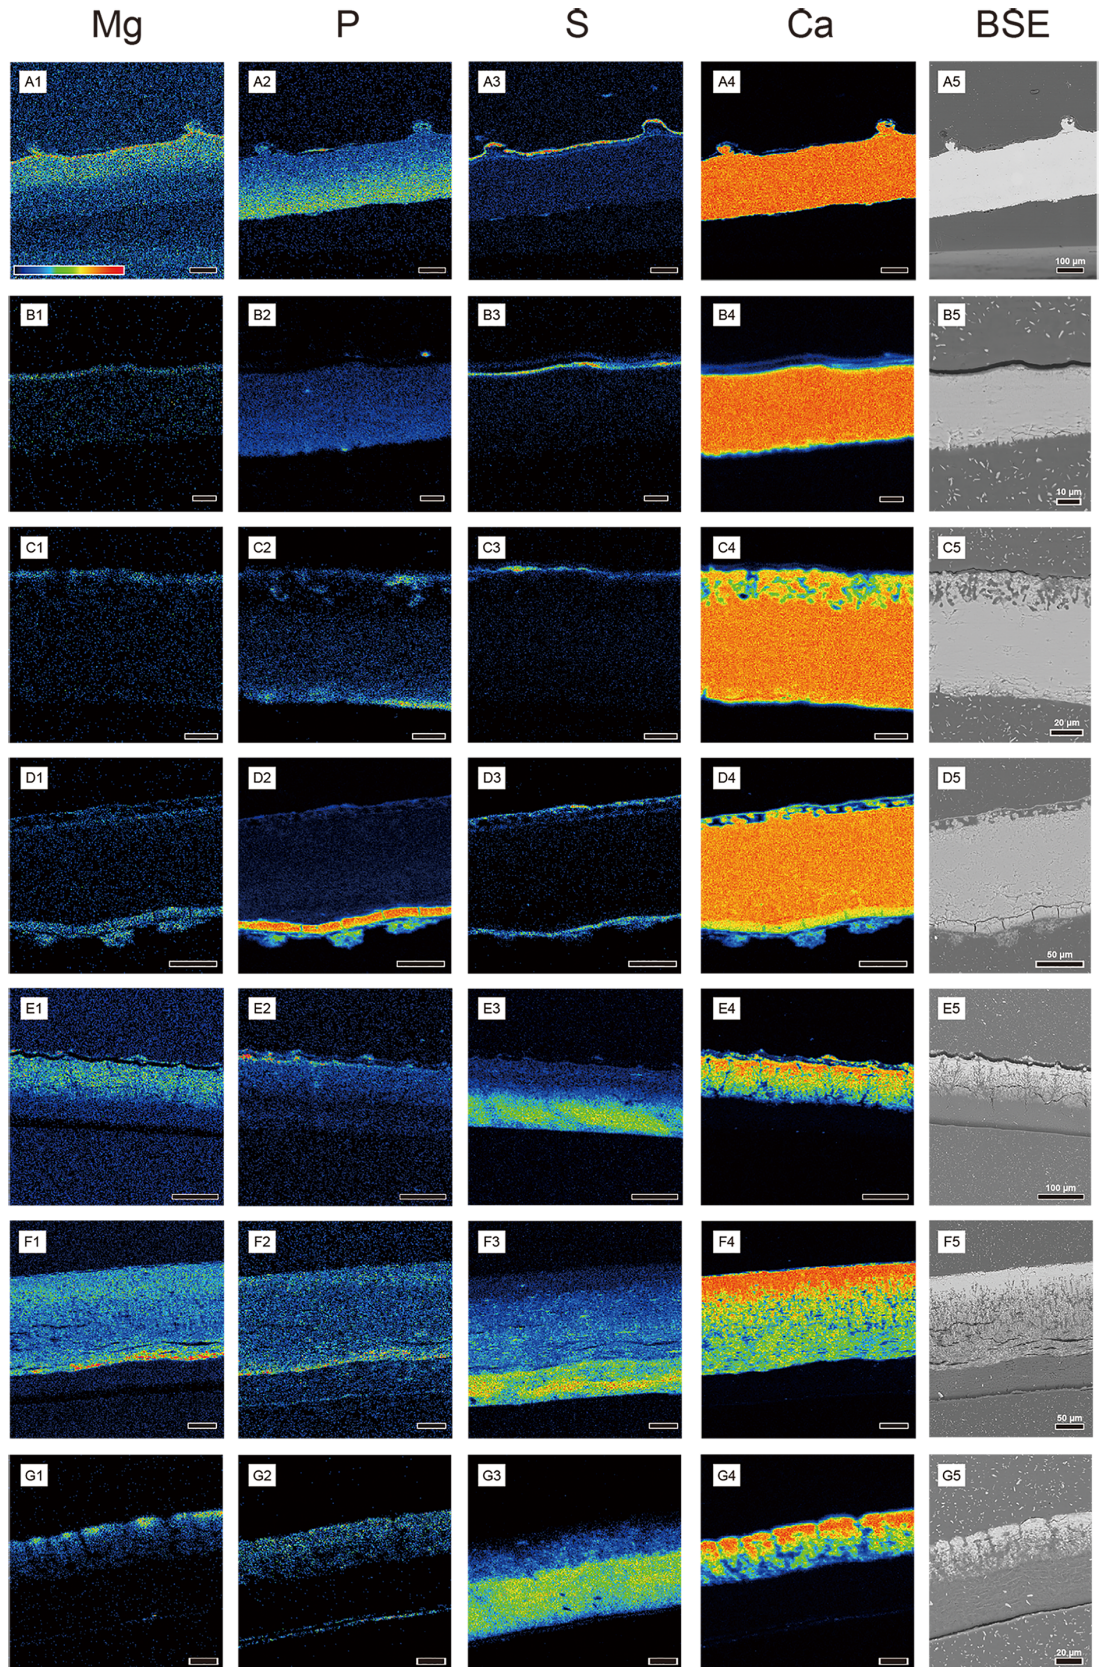 Mg P S Ca BSE
A1 A2 A3 A4 A5
100 µm
B1 B2 B3 B4 B5
10 µm
C1 C2 C3 C4 C5
20 µm
D1 D2 D3 D4 D5
50 µm
E1 E2 E3 E4 E5
100 µm
F1 F2 F3 F4 F5
50 µm
G1 G2 G3 G4 G5
20 µm